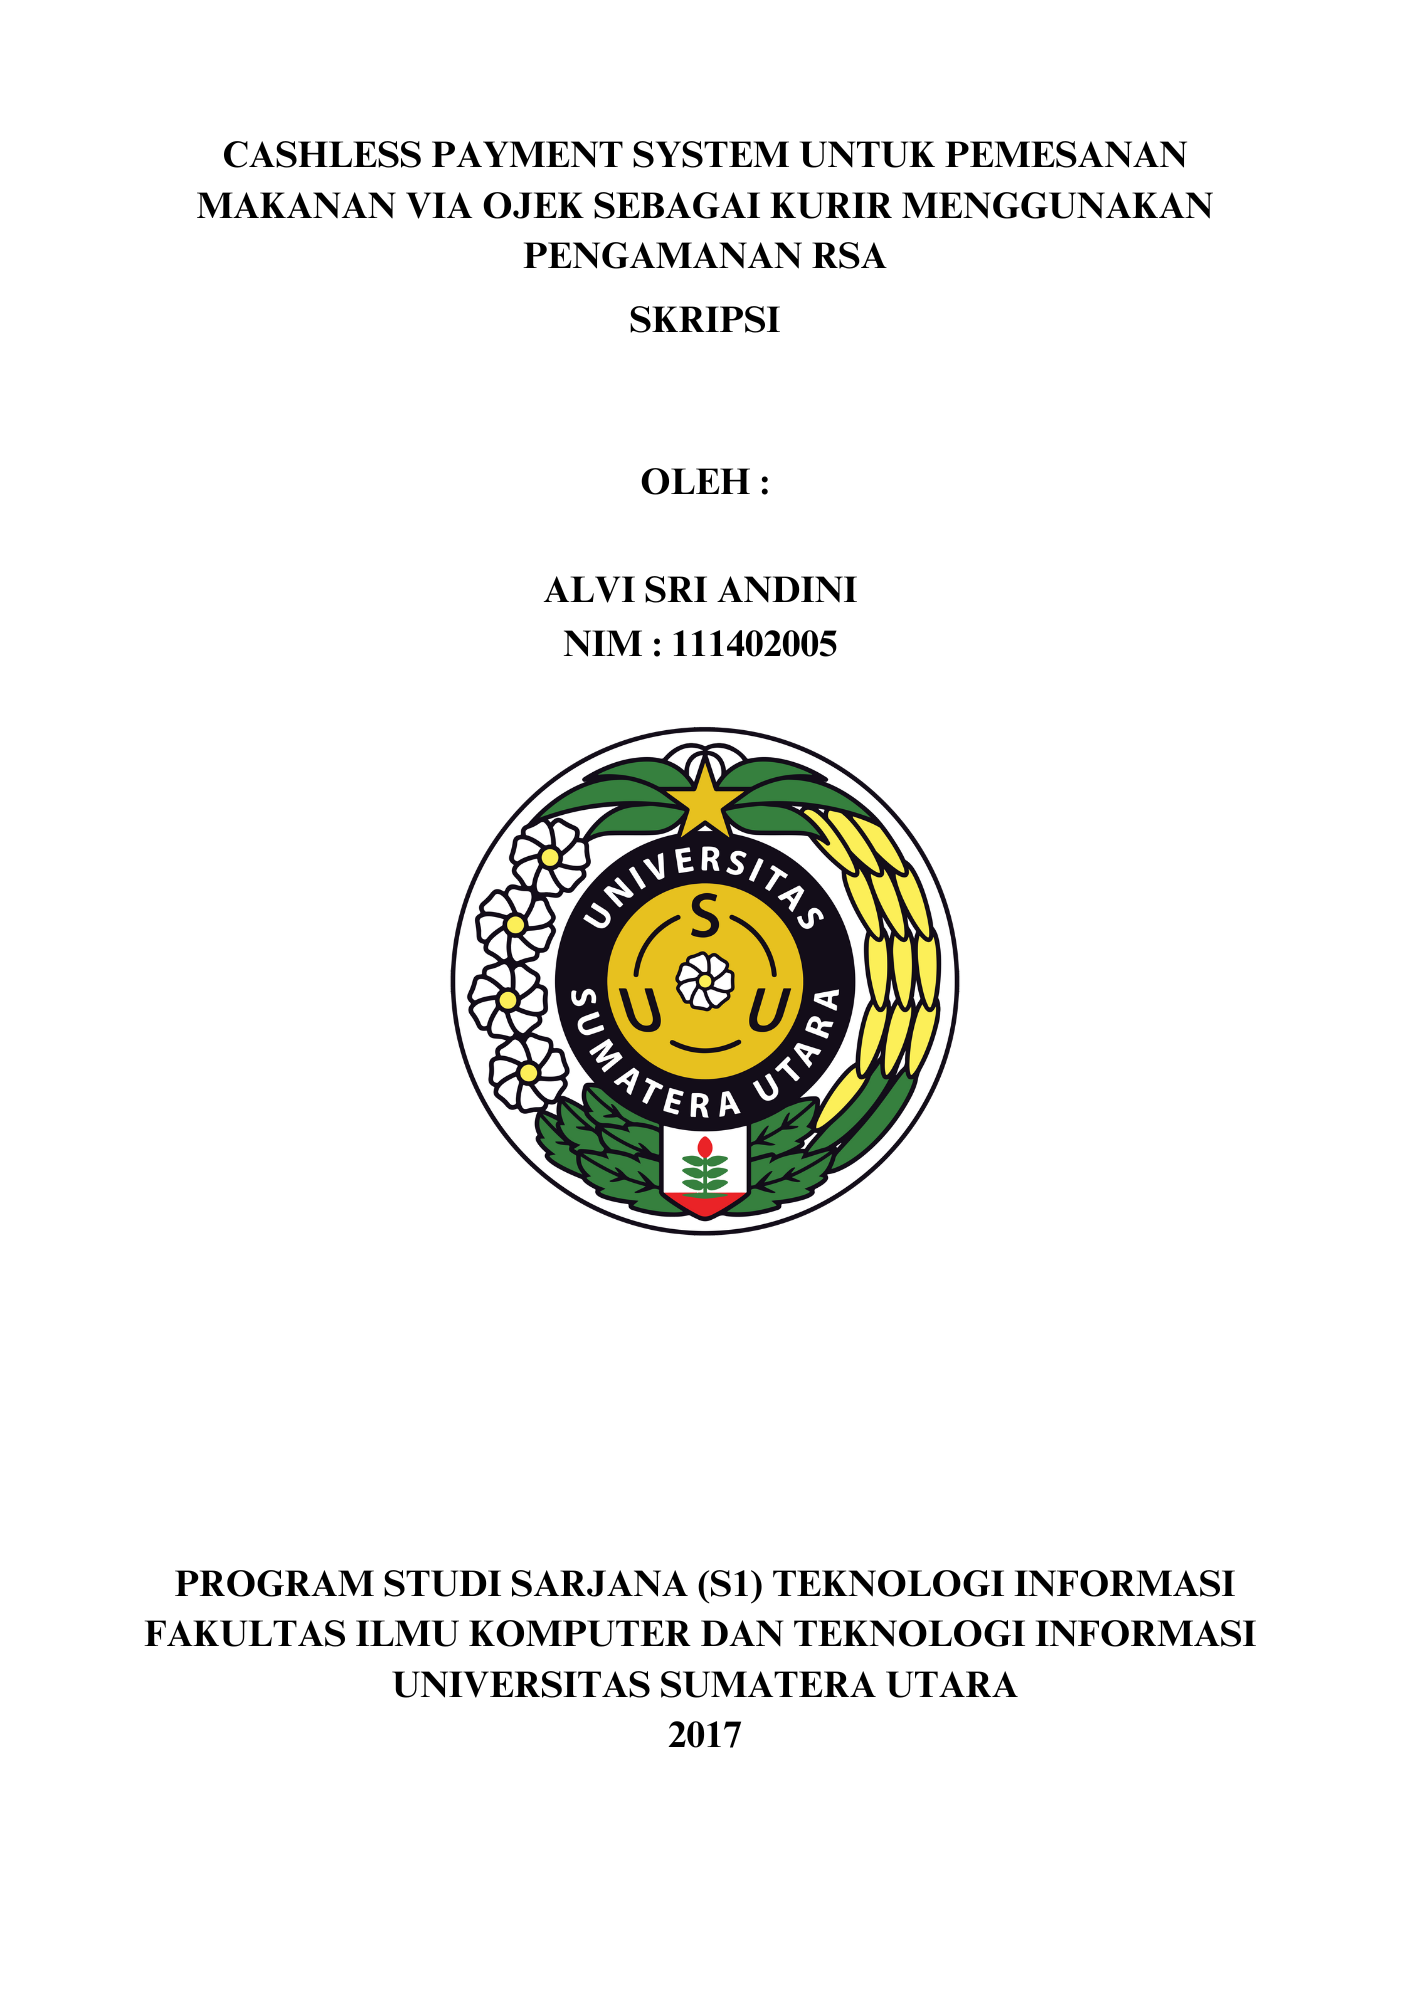 CASHLESS PAYMENT SYSTEM UNTUK PEMESANAN
MAKANAN VIA OJEK SEBAGAI KURIR MENGGUNAKAN
PENGAMANAN RSA
SKRIPSI
OLEH :
ALVI SRI ANDINI
NIM : 111402005
UNIVERSITAS
SUMATERA UTARA
U S U
PROGRAM STUDI SARJANA (S1) TEKNOLOGI INFORMASI
FAKULTAS ILMU KOMPUTER DAN TEKNOLOGI INFORMASI
UNIVERSITAS SUMATERA UTARA
2017